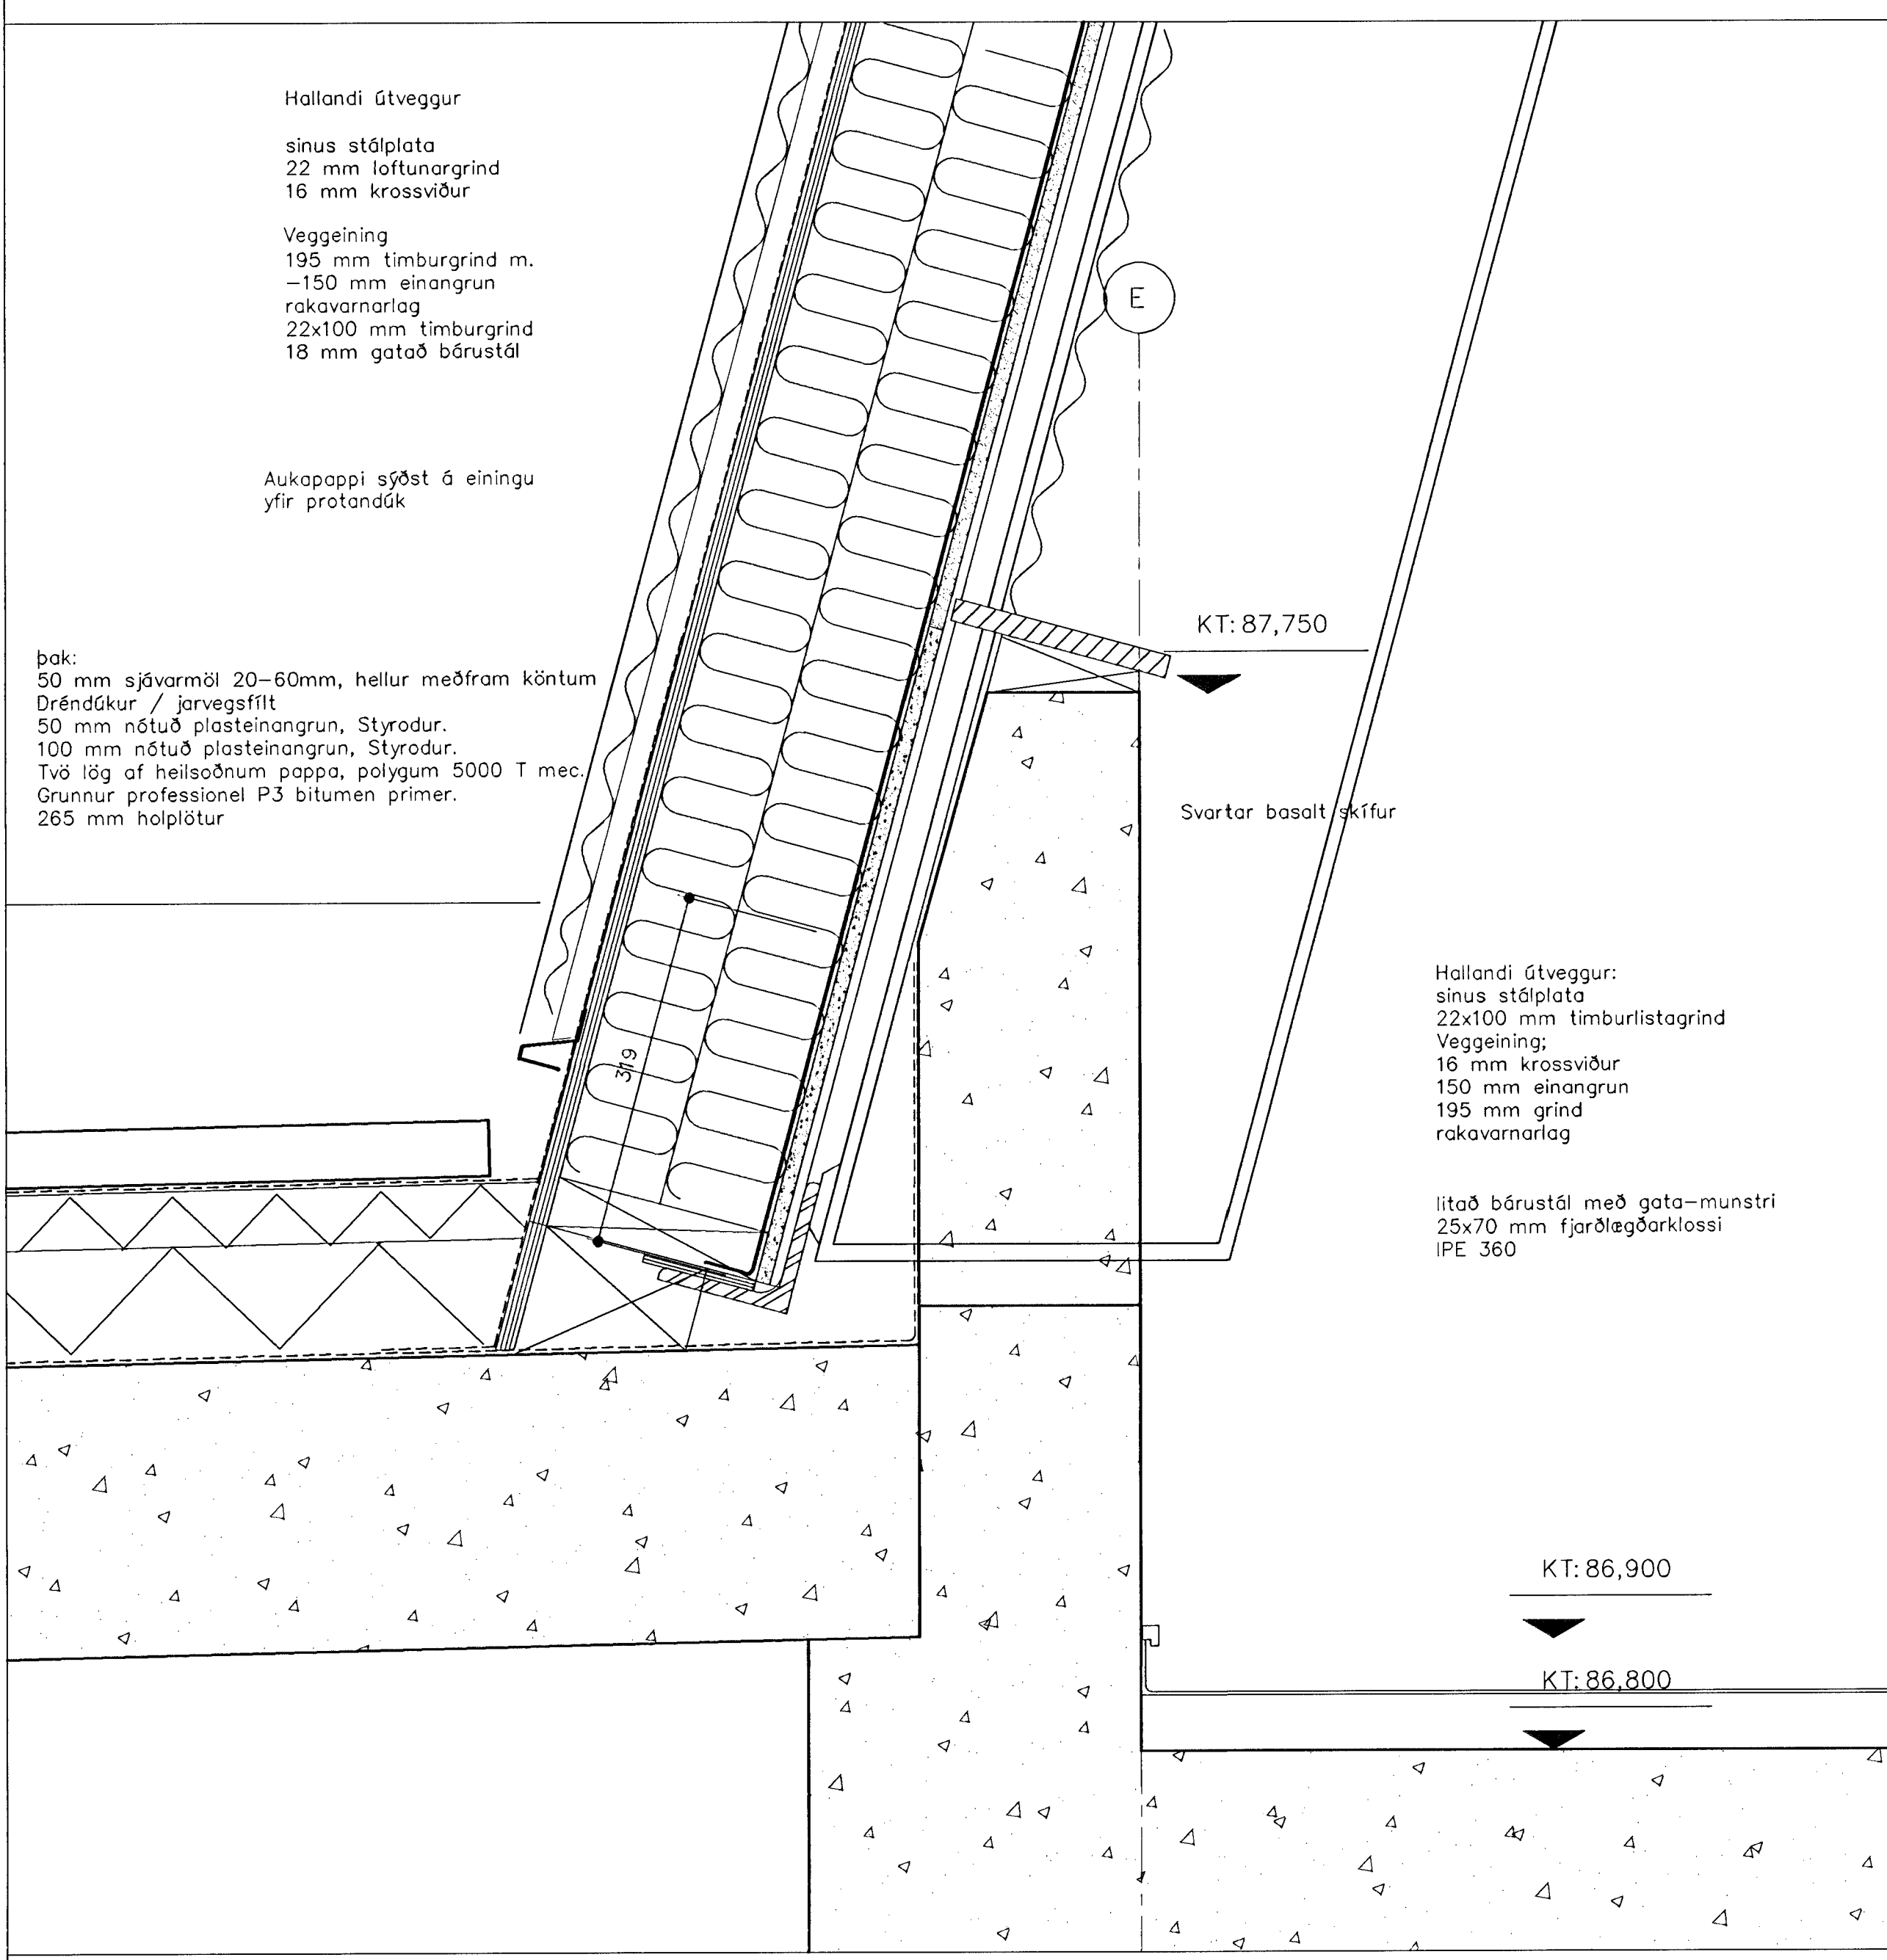 Hallandi útveggur
sinus stálplata
22 mm loftunargrind
16 mm krossviður
Veggeining
195 mm timburgrind m.
−150 mm einangrun
rakavarnarlag
22x100 mm timburgrind
18 mm gatað bárustál
E
Aukapappi sýðst á einingu
yfir protandúk
KT: 87,750
þak:
50 mm sjávarmöl 20−60mm, hellur meðfram köntum
Dréndúkur / jarvegsfílt
50 mm nótuð plasteinangrun, Styrodur.
100 mm nótuð plasteinangrun, Styrodur.
Tvö lög af heilsoðnum pappa, polygum 5000 T mec.
Grunnur professionel P3 bitumen primer.
265 mm holplötur
Svartar basalt skífur
Hallandi útveggur:
sinus stálplata
22x100 mm timburlistagrind
Veggeining;
16 mm krossviður
150 mm einangrun
195 mm grind
rakavarnarlag
319
litað bárustál með gata−munstri
25x70 mm fjarðlægðarklossi
IPE 360
KT: 86,900
KT: 86,800